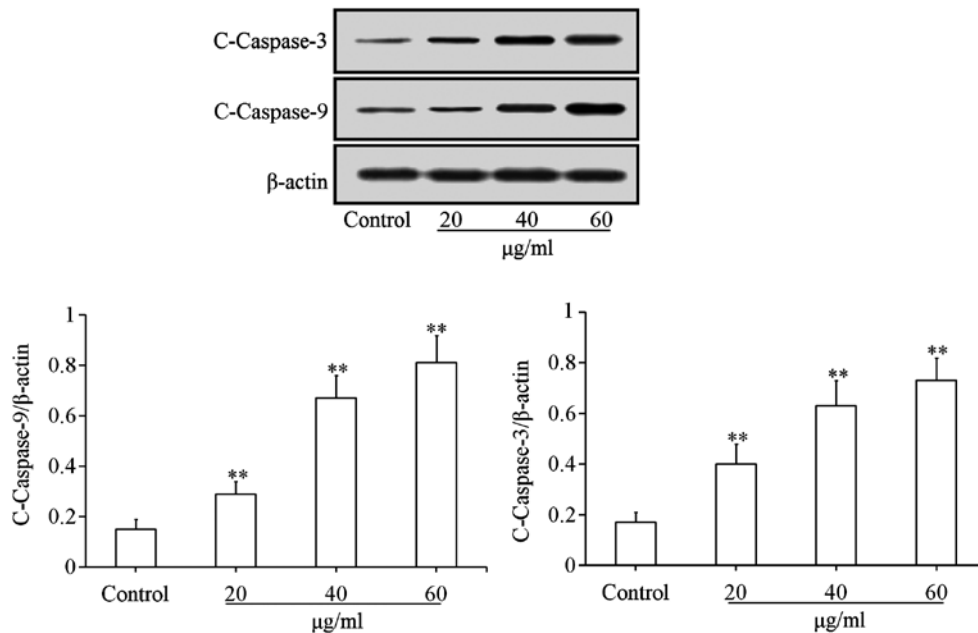 C-Caspase-3
C-Caspase-9
β-actin
Control 20 40 60
μg/ml
C-Caspase-9/β-actin
1
0.8
0.6
0.4
0.2
0
**
**
**
Control 20 40 60
μg/ml
C-Caspase-3/β-actin
1
0.8
0.6
0.4
0.2
0
**
**
**
Control 20 40 60
μg/ml